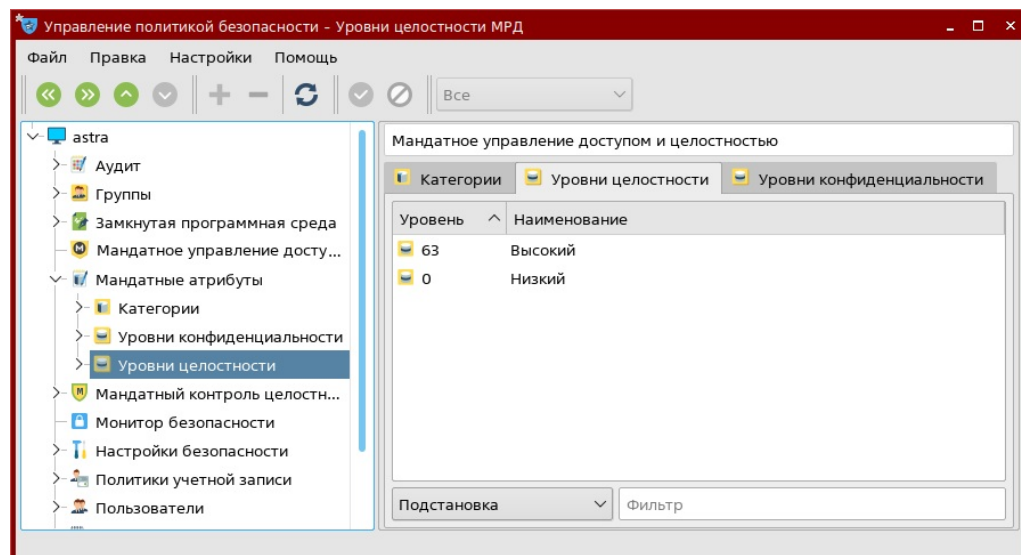 Управление политикой безопасности – Уровни целостности МРД
Файл Правка Настройки Помощь
Все
astra
Аудит
Группы
Замкнутая программная среда
Мандатное управление досту...
Мандатные атрибуты
Категории
Уровни конфиденциальности
Уровни целостности
Мандатный контроль целостн...
Монитор безопасности
Настройки безопасности
Политики учетной записи
Пользователи
Мандатное управление доступом и целостностью
Категории Уровни целостности Уровни конфиденциальности
Уровень Наименование
63 Высокий
0 Низкий
Подстановка Фильтр